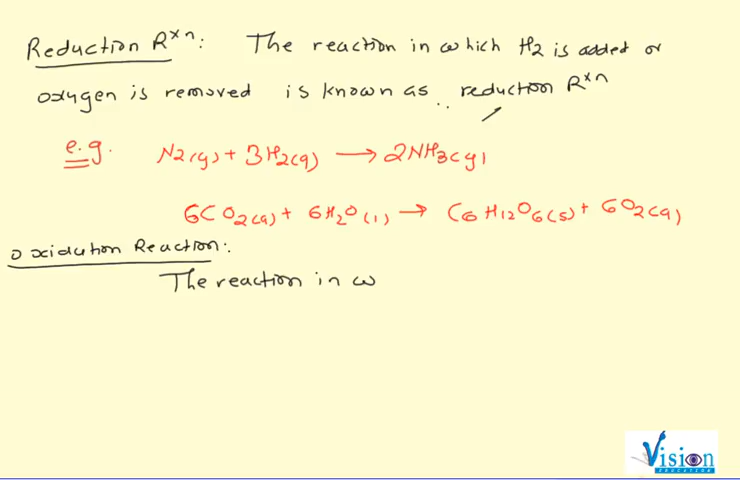 Reduction Rxn: The reaction in which H2 is added or
oxygen is removed is known as .. reduction Rxn
e.g. N2(g) + 3H2(g) → 2NH3(g)
6CO2(g) + 6H2O(l) → C6H12O6(s) + 6O2(g)
Oxidation Reaction:
The reaction in w
Vision
EDUCATION